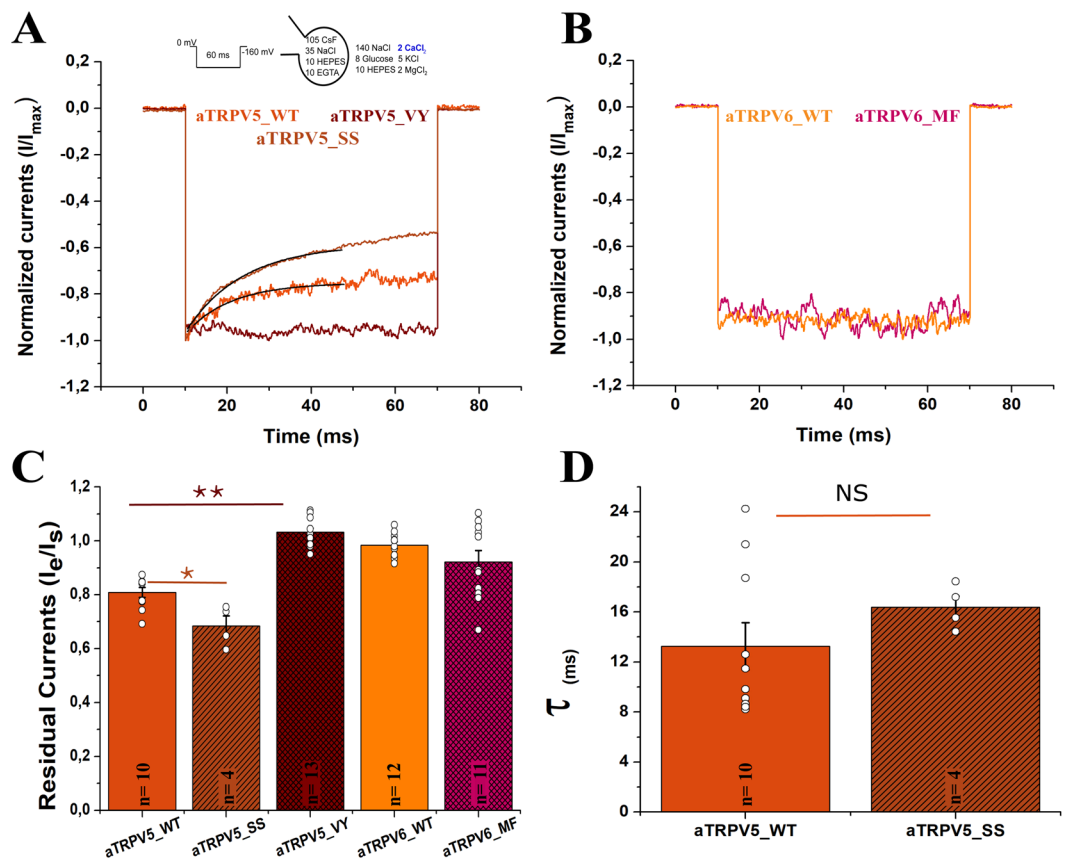 A
0 mV
60 ms
-160 mV
105 CsF
35 NaCl
10 HEPES
10 EGTA
140 NaCl 2 CaCl₂
8 Glucose 5 KCl
10 HEPES 2 MgCl₂
aTRPV5_WT
aTRPV5_VY
aTRPV5_SS
Normalized currents (I/Imax)
0,2
0,0
-0,2
-0,4
-0,6
-0,8
-1,0
-1,2
0 20 40 60 80
Time (ms)
B
aTRPV6_WT
aTRPV6_MF
Normalized currents (I/Imax)
0,2
0,0
-0,2
-0,4
-0,6
-0,8
-1,0
-1,2
0 20 40 60 80
Time (ms)
C
Residual Currents (Ie/Is)
1,2
1,0
0,8
0,6
0,4
0,2
0,0
**
*
n= 10
n= 4
n= 13
n= 12
n= 11
aTRPV5_WT
aTRPV5_SS
aTRPV5_VY
aTRPV6_WT
aTRPV6_MF
D
NS
τ (ms)
24
20
16
12
8
4
0
n= 10
n= 4
aTRPV5_WT
aTRPV5_SS